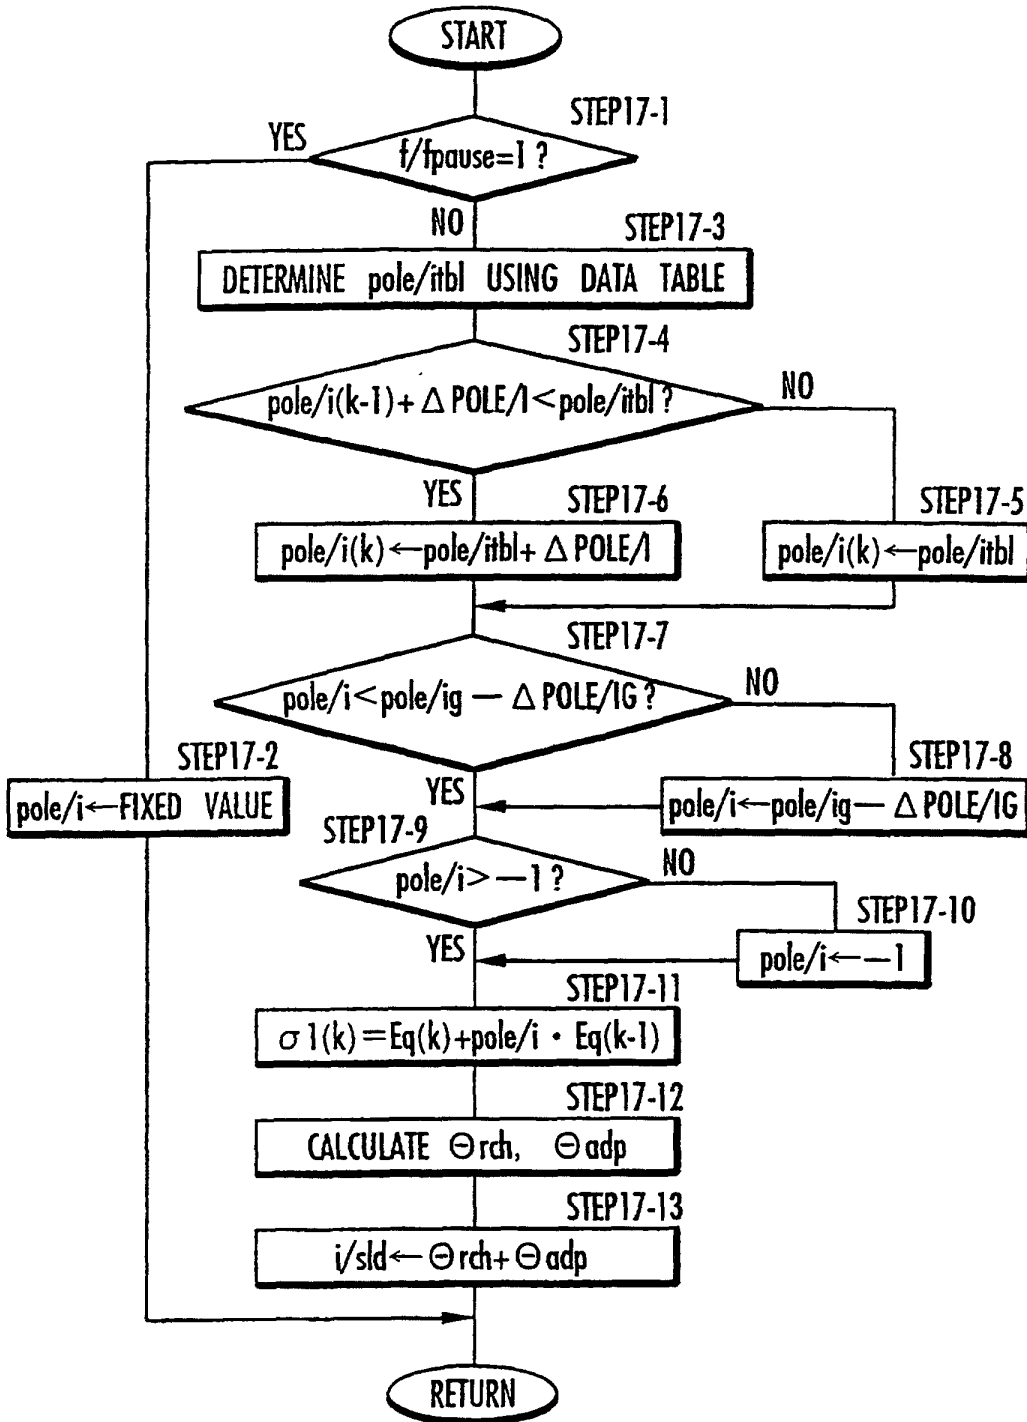 START
STEP17-1
YES
f/fpause=1 ?
NO
STEP17-3
DETERMINE pole/itbl USING DATA TABLE
STEP17-4
pole/i(k-1)+ Δ POLE/I<pole/itbl ?
NO
YES
STEP17-6
STEP17-5
pole/i(k)←pole/itbl+ Δ POLE/I
pole/i(k)←pole/itbl
STEP17-7
pole/i<pole/ig — Δ POLE/IG ?
NO
STEP17-2
STEP17-8
pole/i←FIXED VALUE
YES
pole/i←pole/ig— Δ POLE/IG
STEP17-9
pole/i>—1 ?
NO
STEP17-10
YES
pole/i←—1
STEP17-11
σ 1(k)=Eq(k)+pole/i · Eq(k-1)
STEP17-12
CALCULATE Θrch, Θadp
STEP17-13
i/sld← Θrch+Θadp
RETURN